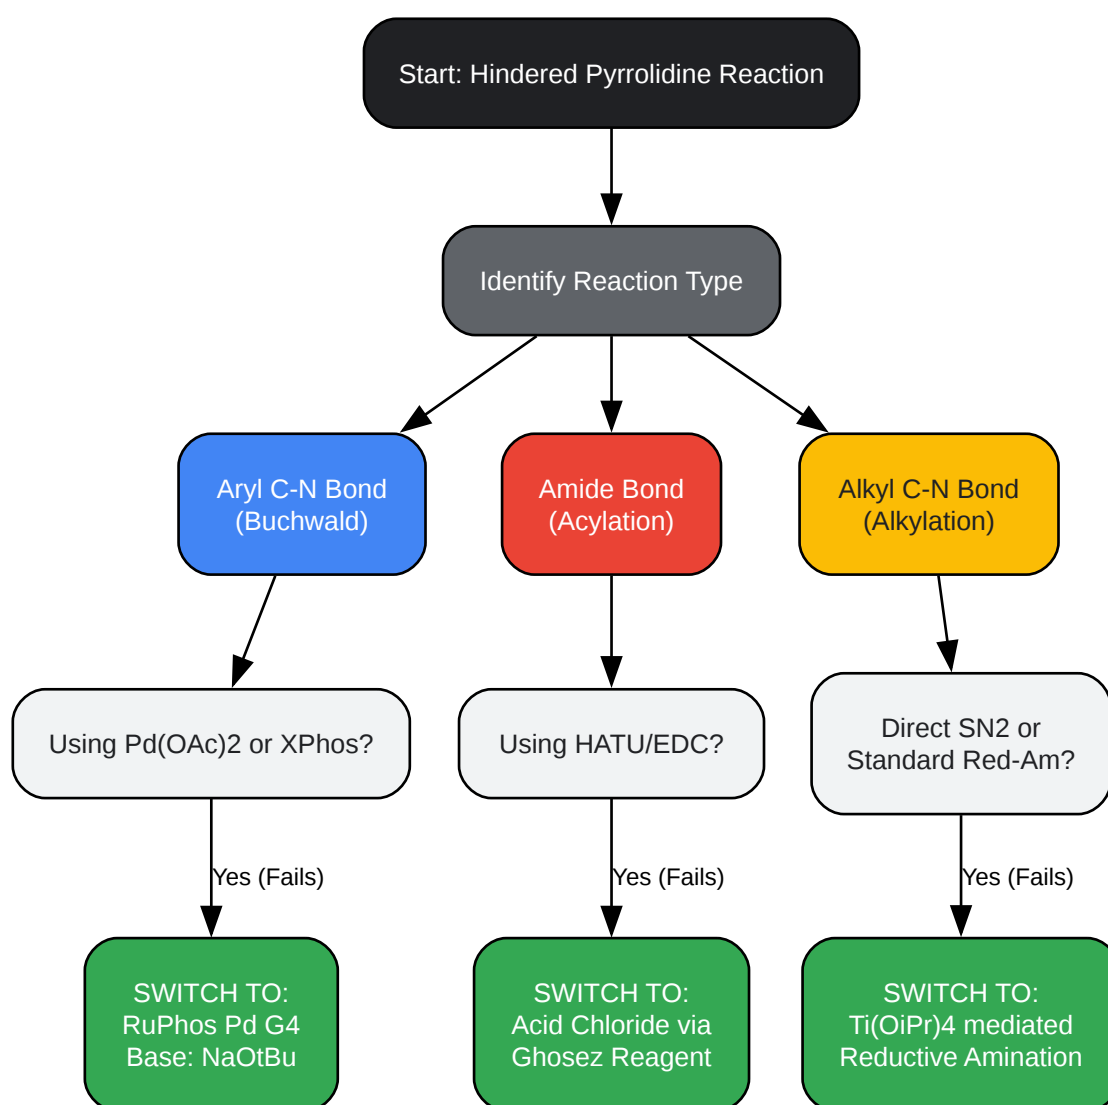 Start: Hindered Pyrrolidine Reaction
Identify Reaction Type
Aryl C-N Bond
(Buchwald)
Amide Bond
(Acylation)
Alkyl C-N Bond
(Alkylation)
Using Pd(OAc)2 or XPhos?
Using HATU/EDC?
Direct SN2 or
Standard Red-Am?
Yes (Fails)
Yes (Fails)
Yes (Fails)
SWITCH TO:
RuPhos Pd G4
Base: NaOtBu
SWITCH TO:
Acid Chloride via
Ghosez Reagent
SWITCH TO:
Ti(OiPr)4 mediated
Reductive Amination